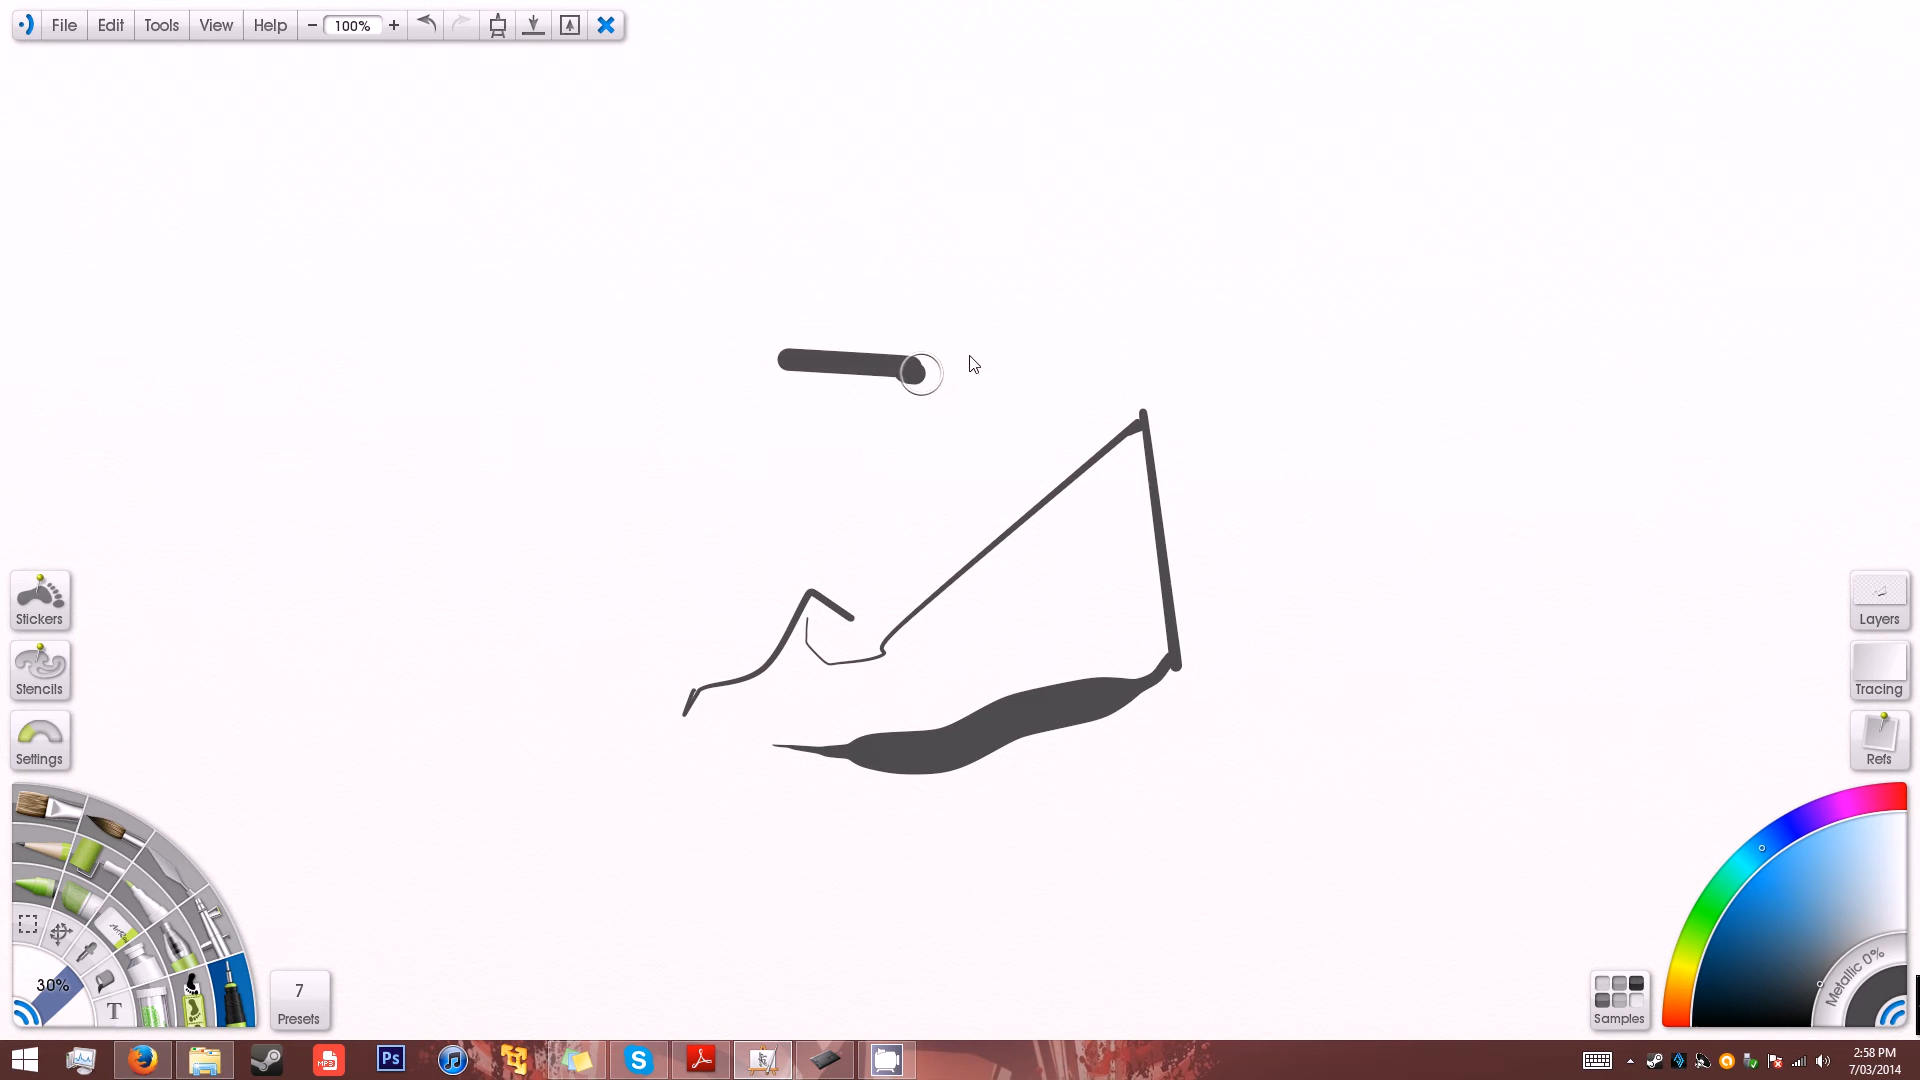 File Edit Tools View Help − 100% +
Stickers
Stencils
Settings
Layers
Tracing
Refs
30%
T
7
Presets
Metallic 0%
Samples
MP3
Ps
2:58 PM
7/03/2014